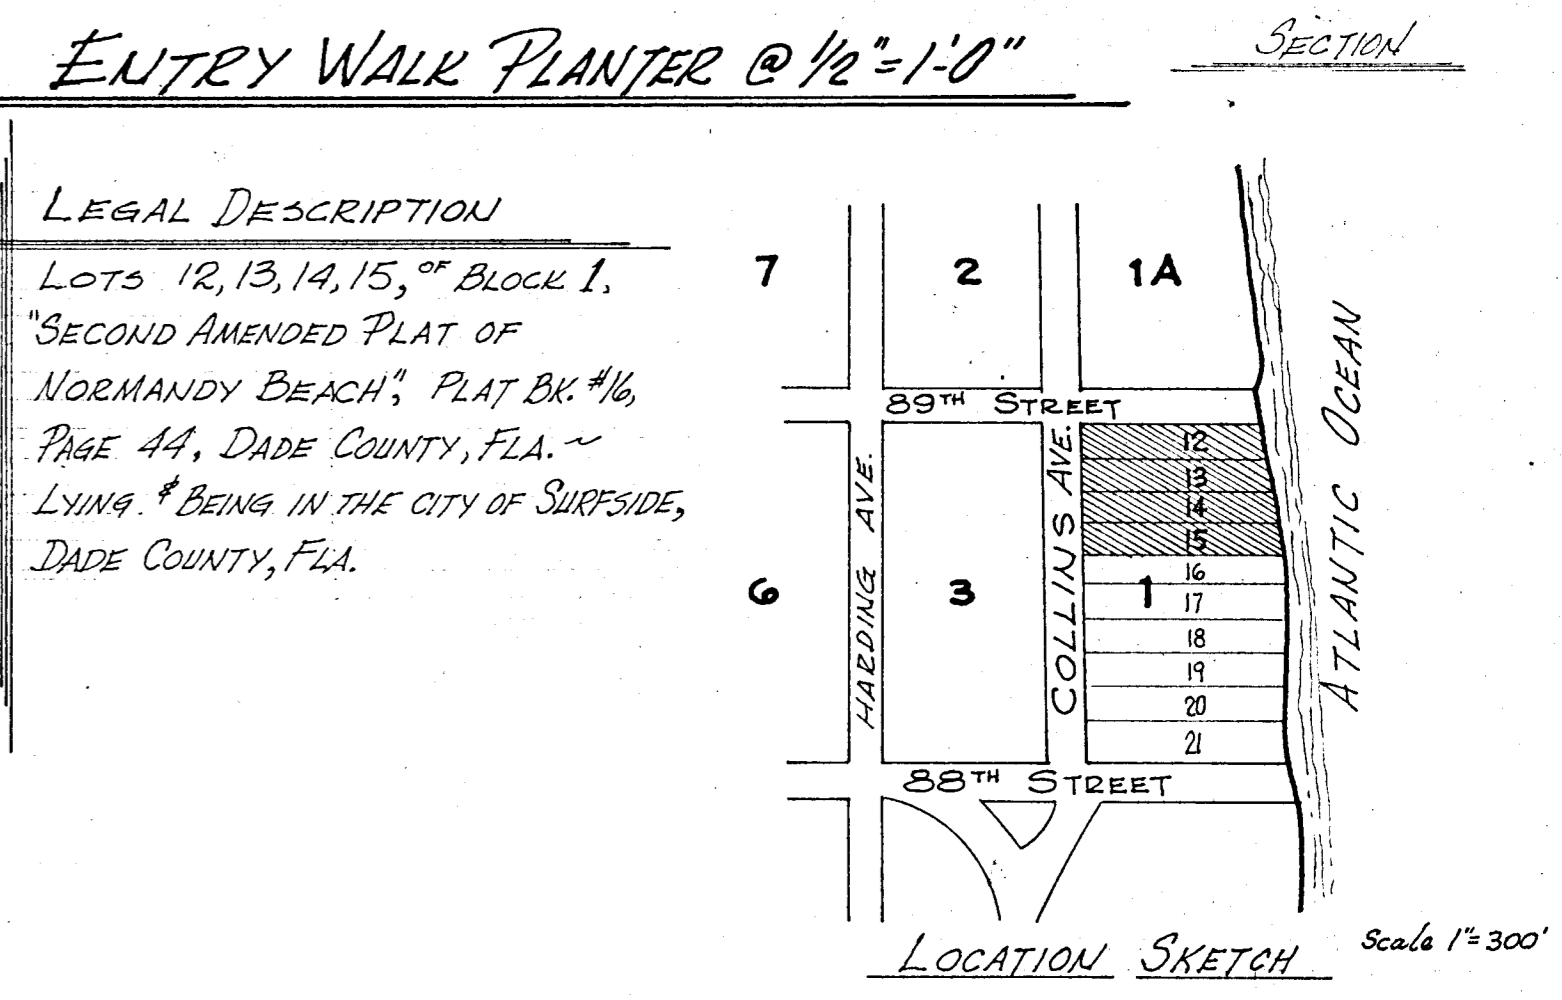 ENTRY WALK PLANTER @ 1/2"=1'-0"
SECTION
LEGAL DESCRIPTION
LOTS 12, 13, 14, 15, OF BLOCK 1.
"SECOND AMENDED PLAT OF
NORMANDY BEACH", PLAT BK. #16,
PAGE 44, DADE COUNTY, FLA. ~
LYING & BEING IN THE CITY OF SURFSIDE,
DADE COUNTY, FLA.
7
2
1A
89TH STREET
HARDING AVE.
COLLINS AVE.
ATLANTIC OCEAN
12
13
14
15
16
17
18
19
20
21
6
3
1
88TH STREET
LOCATION SKETCH
Scale 1"=300'